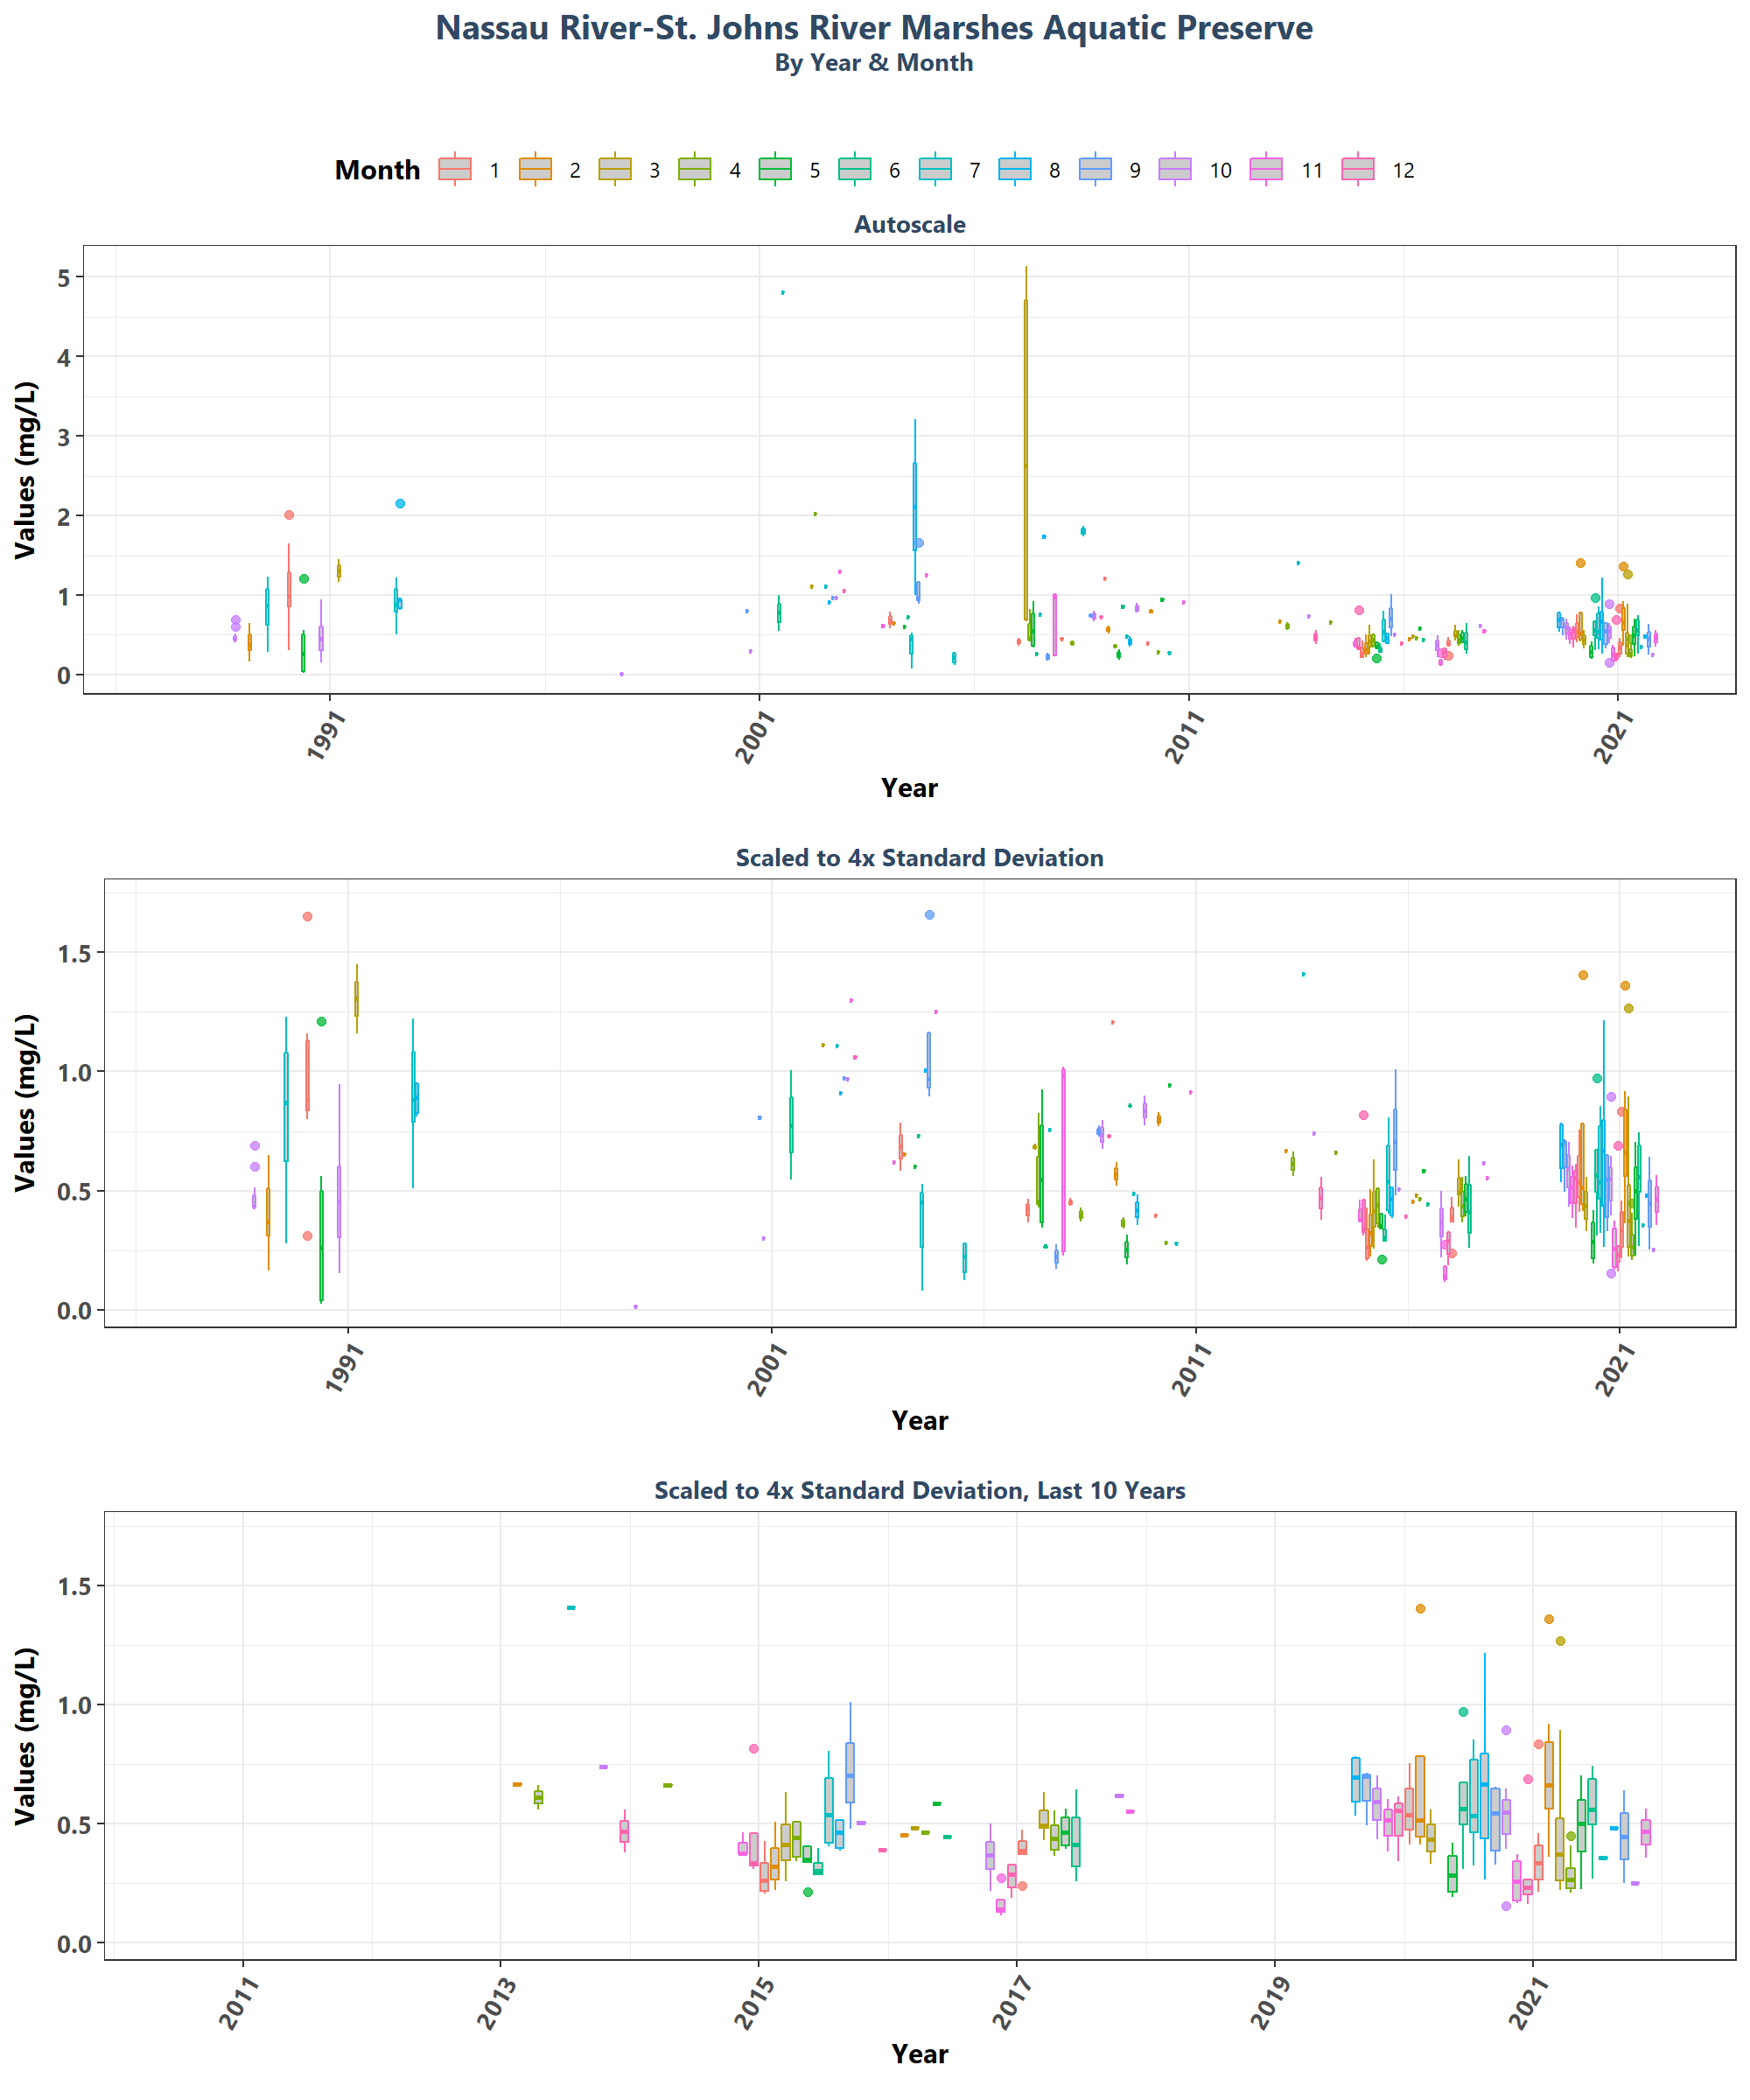 Nassau River-St. Johns River Marshes Aquatic Preserve
By Year & Month
Month 1 2 3 4 5 6 7 8 9 10 11 12
Autoscale
Values (mg/L)
5
4
3
2
1
0
1991 2001 2011 2021
Year
Scaled to 4x Standard Deviation
Values (mg/L)
1.5
1.0
0.5
0.0
1991 2001 2011 2021
Year
Scaled to 4x Standard Deviation, Last 10 Years
Values (mg/L)
1.5
1.0
0.5
0.0
2011 2013 2015 2017 2019 2021
Year